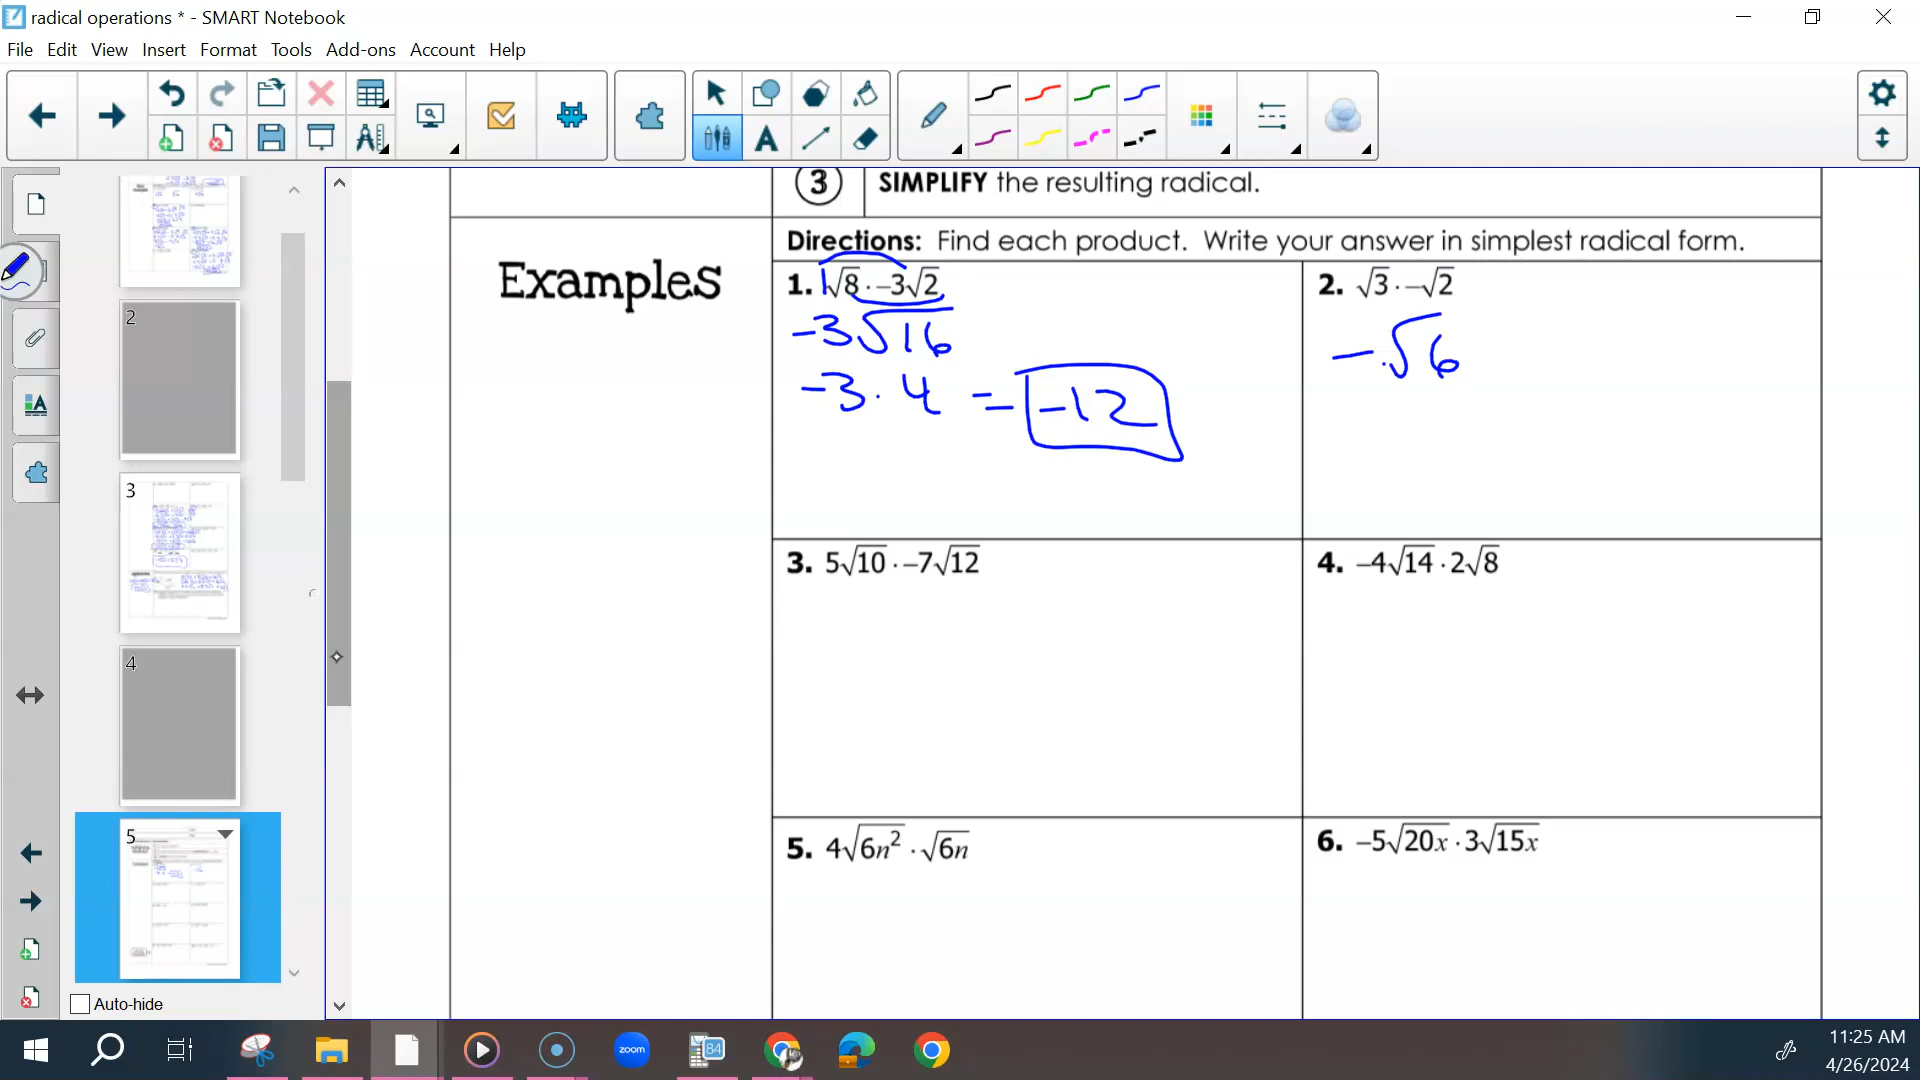 radical operations * - SMART Notebook
File Edit View Insert Format Tools Add-ons Account Help
3 SIMPLIFY the resulting radical.
Directions: Find each product. Write your answer in simplest radical form.
Examples
1. 1√8 · −3√2
−3√16
−3 · 4 = −12
2. √3 · −√2
−√6
3. 5√10 · −7√12
4. −4√14 · 2√8
5. 4√6n² · √6n
6. −5√20x · 3√15x
2
3
4
5
Auto-hide
zoom
84
11:25 AM
4/26/2024